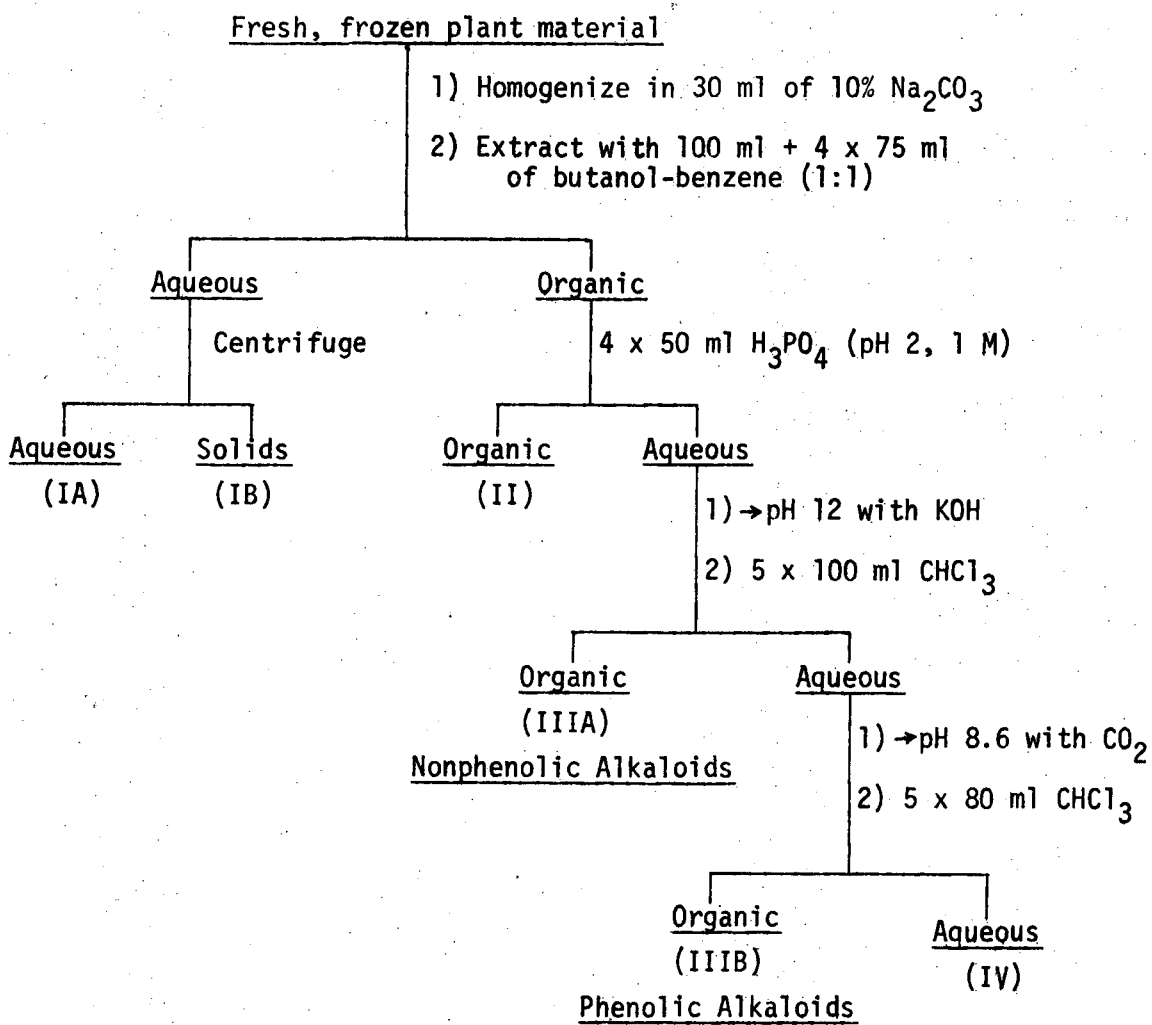 Fresh, frozen plant material
1) Homogenize in 30 ml of 10% Na2CO3
2) Extract with 100 ml + 4 x 75 ml
of butanol-benzene (1:1)
Aqueous
Organic
Centrifuge
4 x 50 ml H3PO4 (pH 2, 1 M)
Aqueous
(IA)
Solids
(IB)
Organic
(II)
Aqueous
1) →pH 12 with KOH
2) 5 x 100 ml CHCl3
Organic
(IIIA)
Nonphenolic Alkaloids
Aqueous
1) →pH 8.6 with CO2
2) 5 x 80 ml CHCl3
Organic
(IIIB)
Phenolic Alkaloids
Aqueous
(IV)